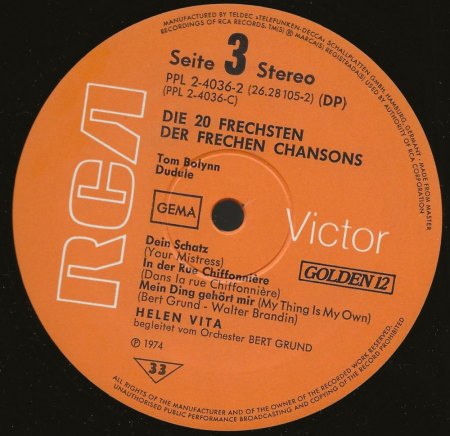 MANUFACTURED BY TELDEC »TELEFUNKEN-DECCA« SCHALLPLATTEN GMBH, HAMBURG, GERMANY · MADE FROM MASTER
RECORDINGS OF RCA RECORDS. TM(S) ® MARCA(S) REGISTRADA(S) USED BY AUTHORITY OF RCA CORPORATION
Seite 3 Stereo
PPL 2-4036-2 (26.28105-2) (DP)
(PPL 2-4036-C)
DIE 20 FRECHSTEN
DER FRECHEN CHANSONS
Tom Bolynn
Dudule
GEMA
RCA
Victor
GOLDEN 12
Dein Schatz
(Your Mistress)
In der Rue Chiffonnière
(Dans la rue Chiffonnière)
Mein Ding gehört mir (My Thing Is My Own)
(Bert Grund - Walter Brandin)
HELEN VITA
begleitet vom Orchester BERT GRUND
℗ 1974
33
ALL RIGHTS OF THE MANUFACTURER AND OF THE OWNER OF THE RECORDED WORK RESERVED.
UNAUTHORISED PUBLIC PERFORMANCE BROADCASTING AND COPYING OF THE RECORD PROHIBITED